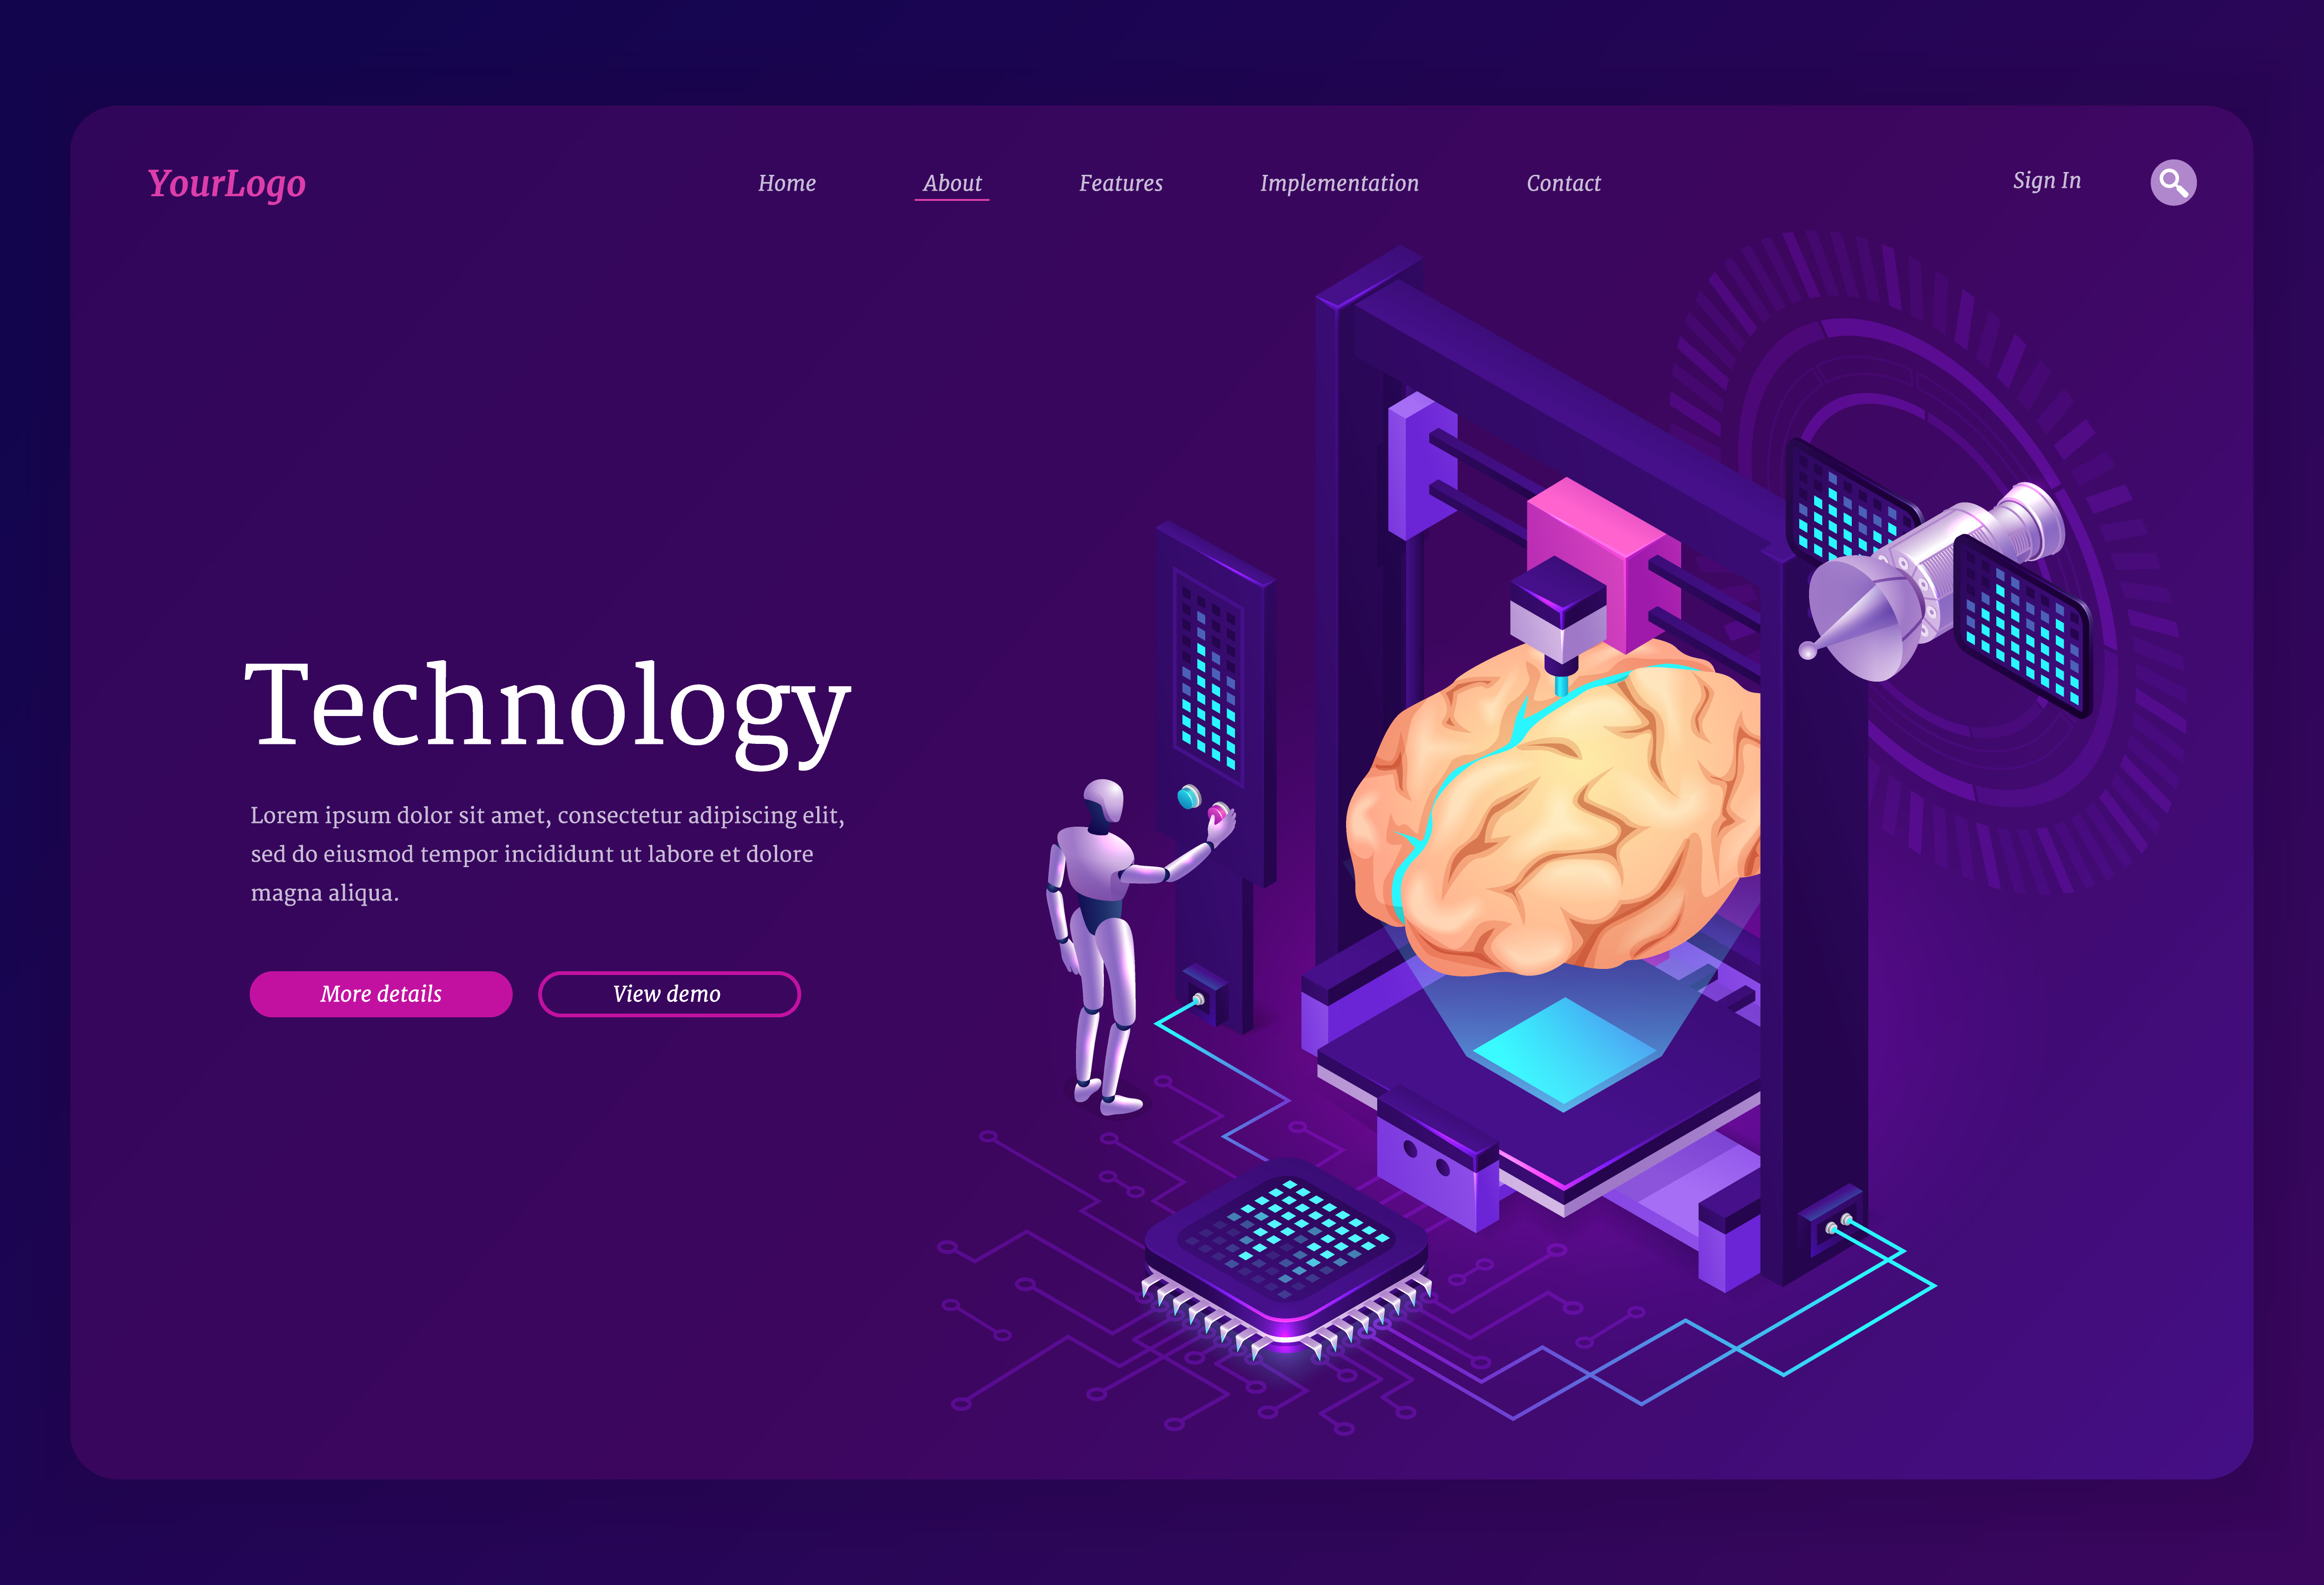 YourLogo
Home About Features Implementation Contact Sign In
Technology
Lorem ipsum dolor sit amet, consectetur adipiscing elit,
sed do eiusmod tempor incididunt ut labore et dolore
magna aliqua.
More details View demo